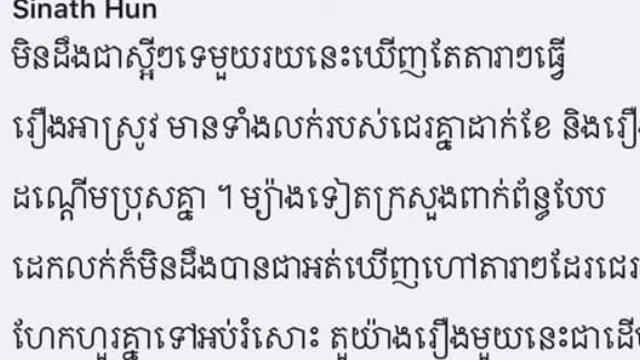 Sinath Hun
មិនដឹងជាស្អីៗទេមួយរយនេះឃើញតែតារាៗធ្វើ
រឿងអាស្រូវ មានទាំងលក់របស់ជេរគ្នាដាក់ខែ និងរឿ
ដណ្តើមប្រុសគ្នា ។ ម្យ៉ាងទៀតក្រសួងពាក់ព័ន្ធបែប
ដេកលក់ក៏មិនដឹងបានជាអត់ឃើញហៅតារាៗដែរជេរ
ហែកហួរគ្នាទៅអប់រំសោះ តួយ៉ាងរឿងមួយនេះជាដើ